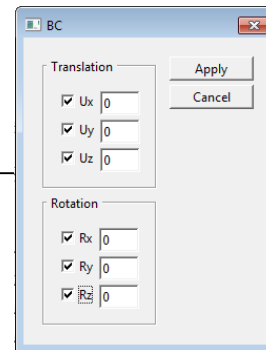 BC
Translation
Ux 0
Uy 0
Uz 0
Apply
Cancel
Rotation
Rx 0
Ry 0
Rz 0